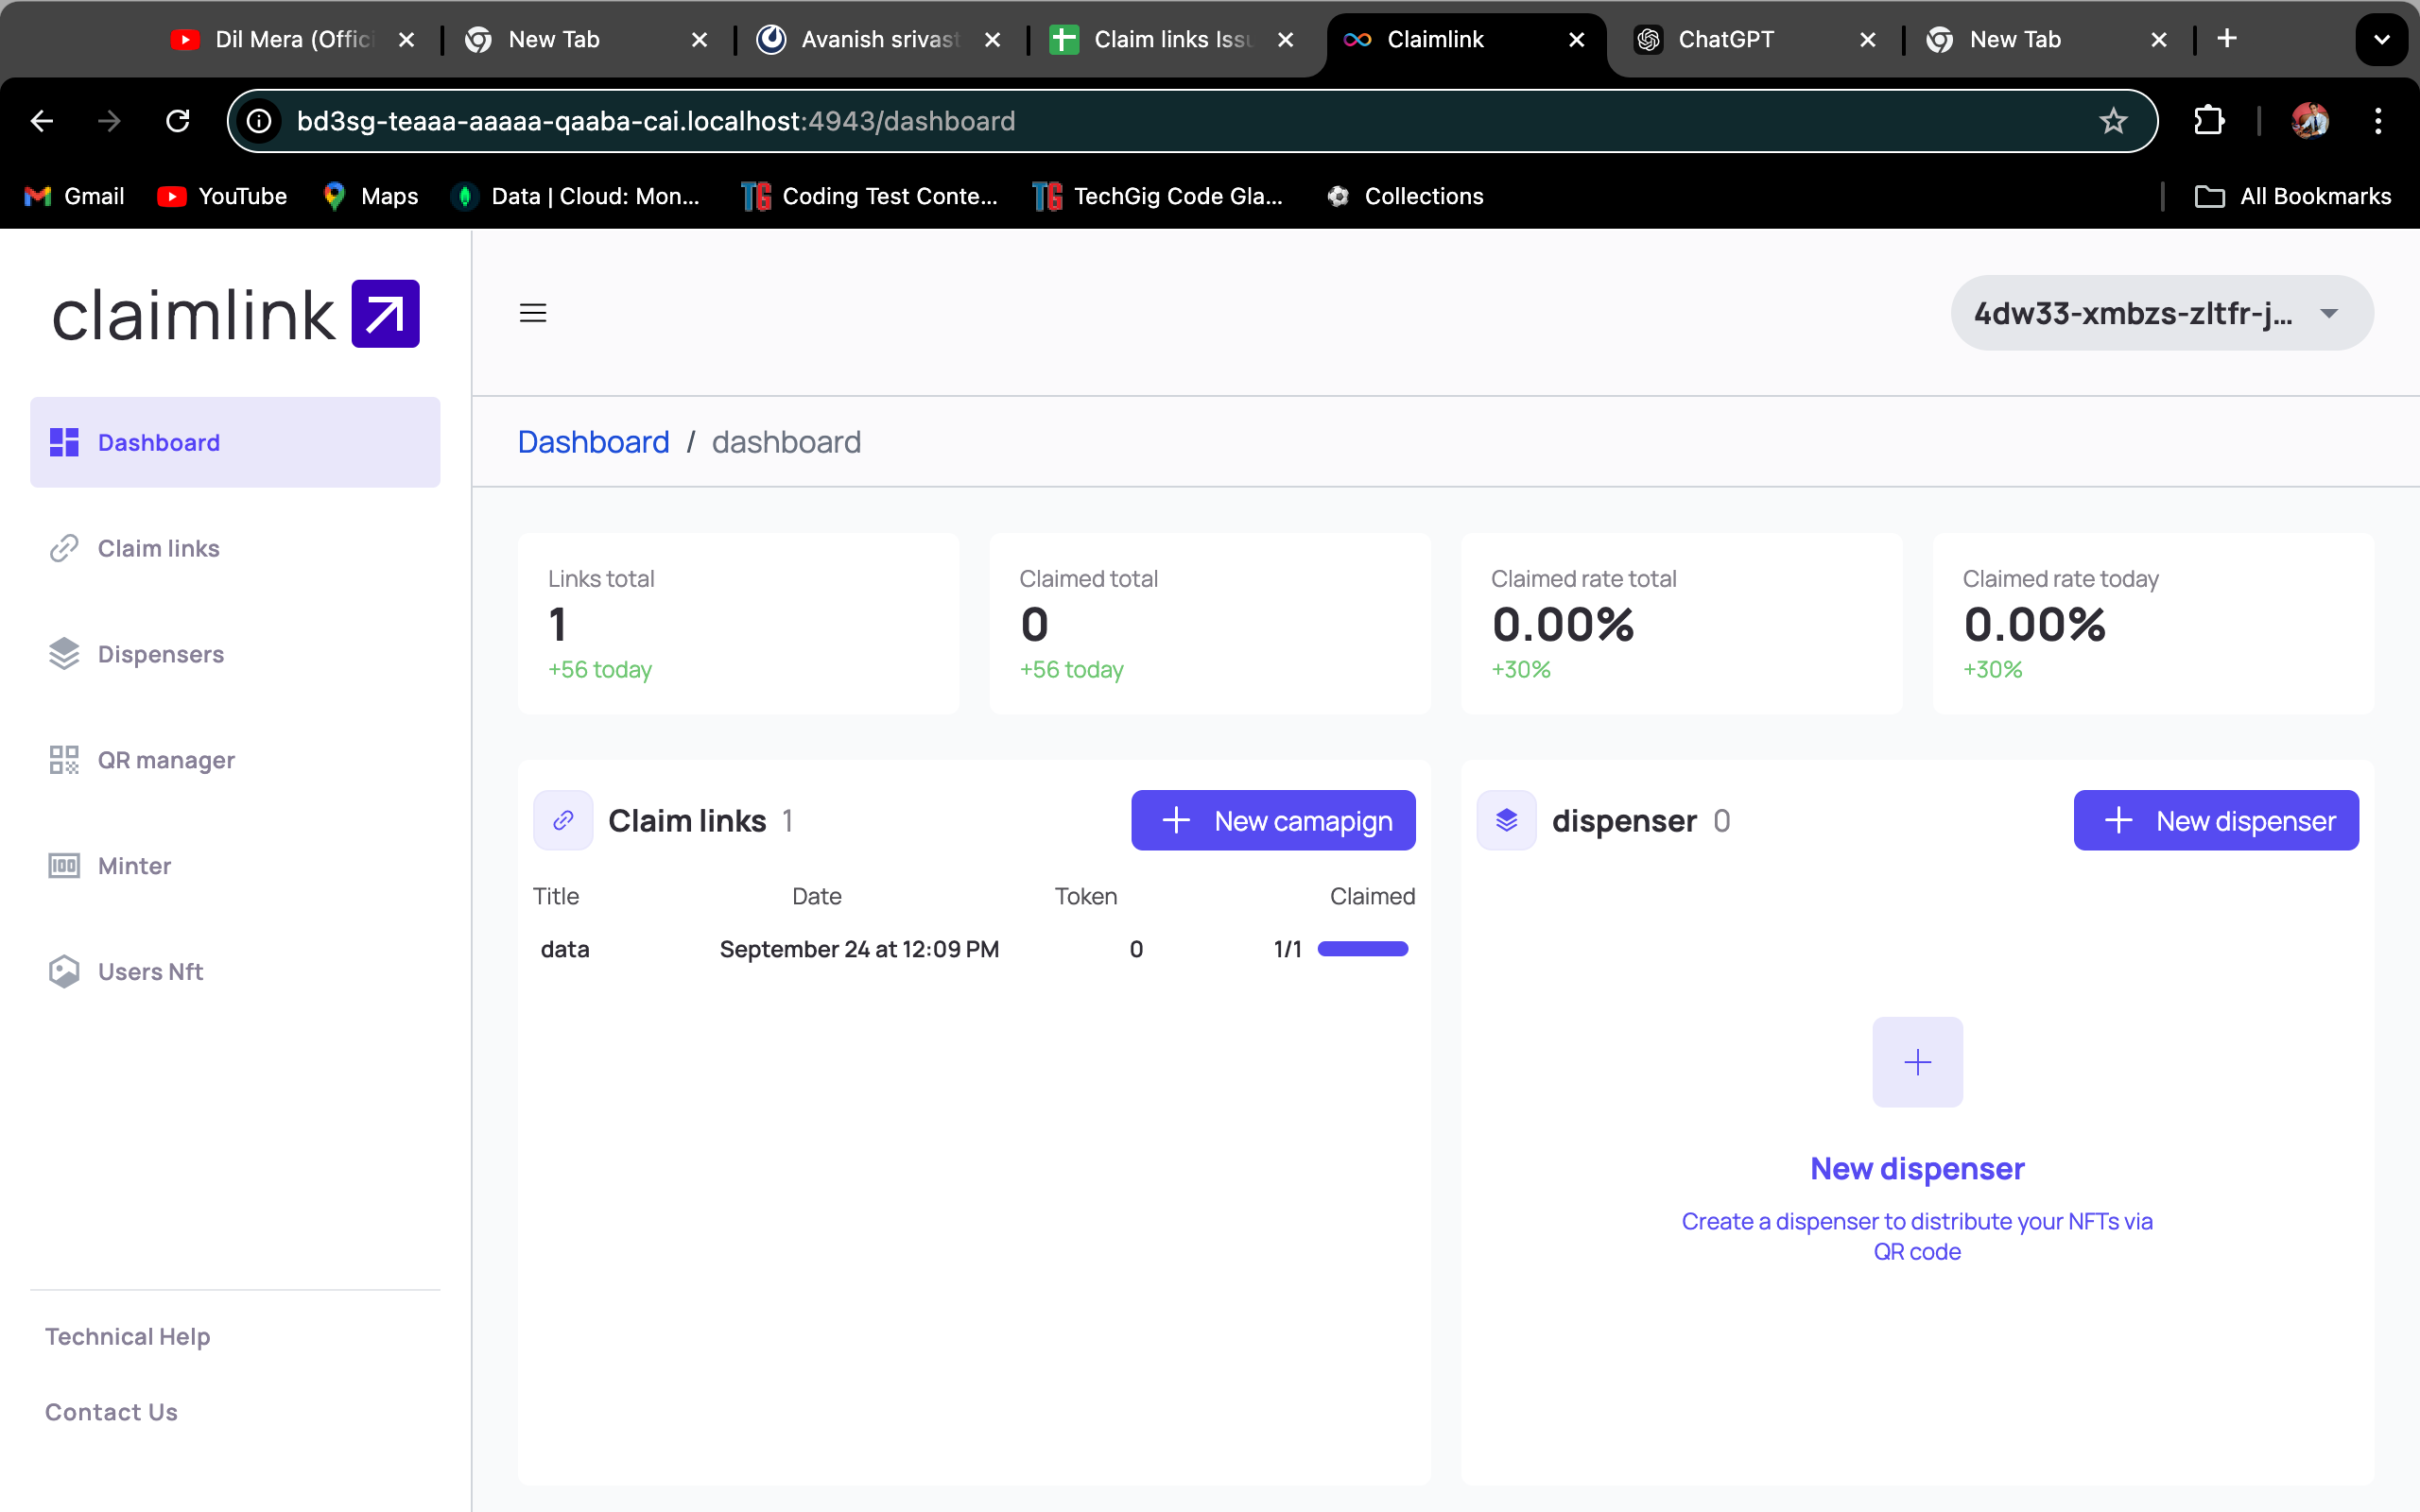 Dil Mera (Offici
New Tab
Avanish srivast
Claim links Issu
Claimlink
ChatGPT
New Tab
bd3sg-teaaa-aaaaa-qaaba-cai.localhost:4943/dashboard
Gmail
YouTube
Maps
Data | Cloud: Mon...
Coding Test Conte...
TechGig Code Gla...
Collections
All Bookmarks
claimlink
4dw33-xmbzs-zltfr-j...
Dashboard
Claim links
Dispensers
QR manager
Minter
Users Nft
Technical Help
Contact Us
Dashboard / dashboard
Links total
1
+56 today
Claimed total
0
+56 today
Claimed rate total
0.00%
+30%
Claimed rate today
0.00%
+30%
Claim links 1
New camapign
Title Date Token Claimed
data September 24 at 12:09 PM 0 1/1
dispenser 0
New dispenser
New dispenser
Create a dispenser to distribute your NFTs via
QR code